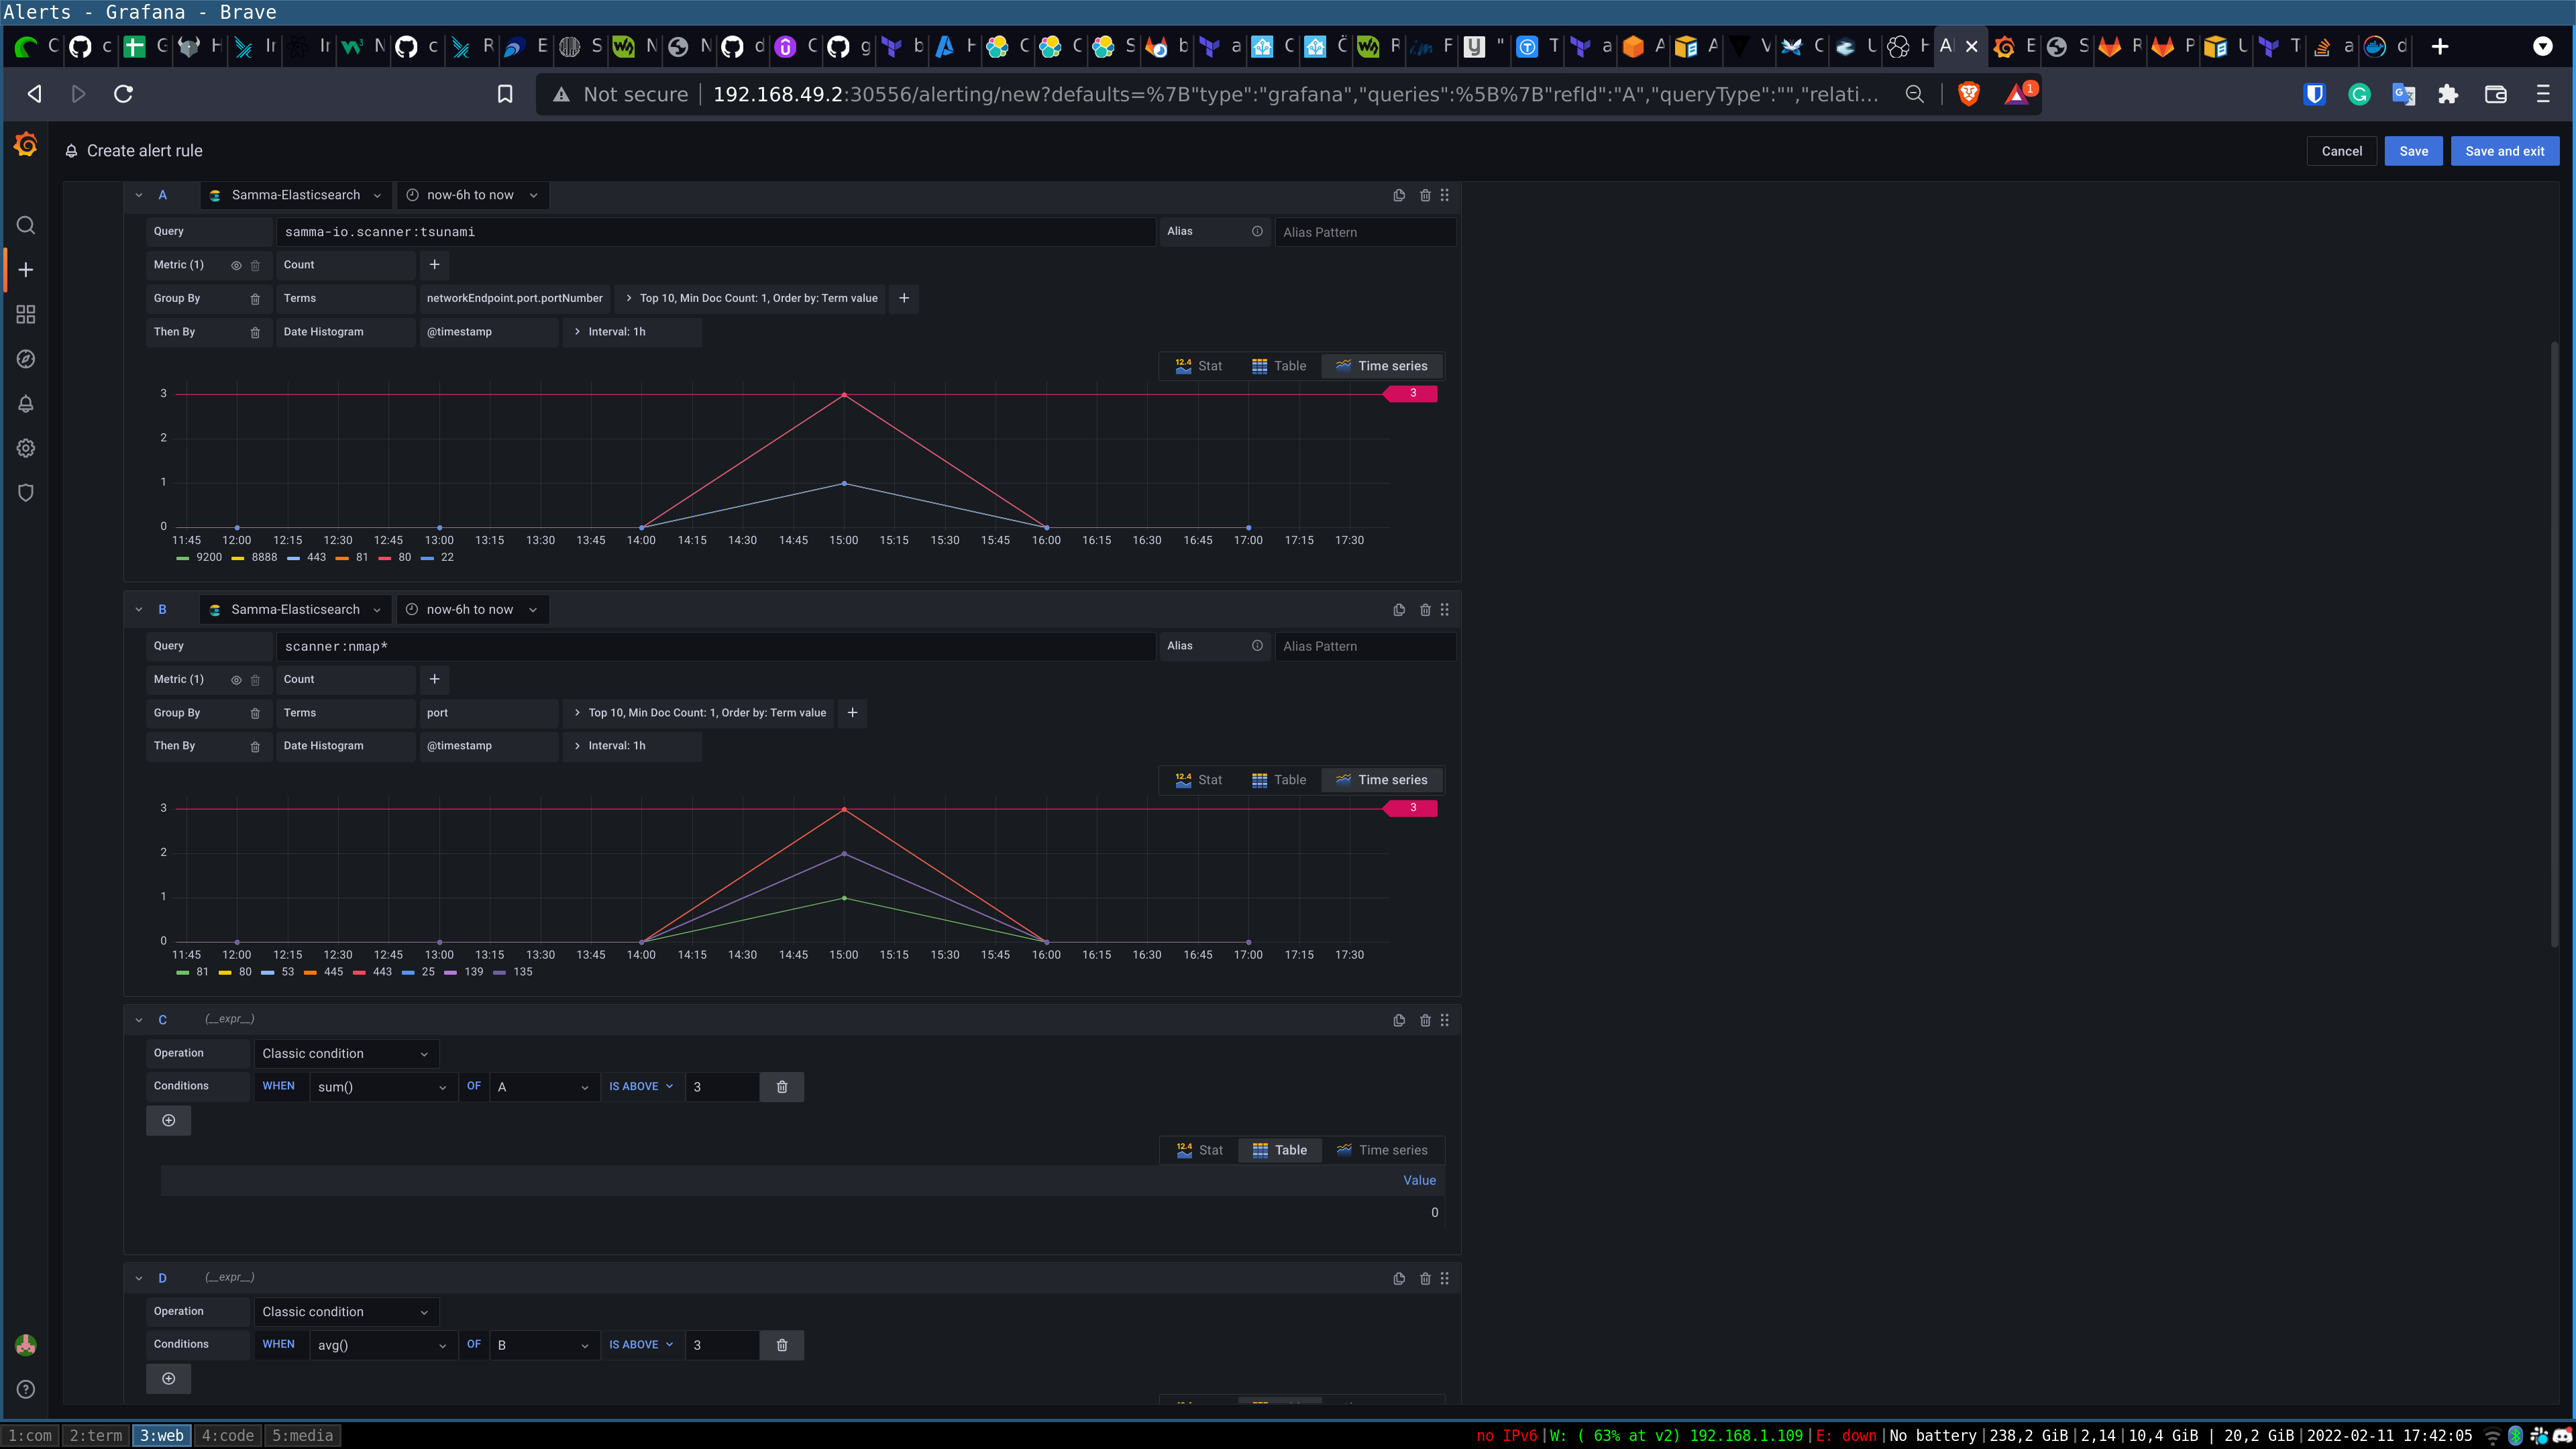 Alerts - Grafana - Brave
Not secure 192.168.49.2:30556/alerting/new?defaults=%7B"type":"grafana","queries":%5B%7B"refId":"A","queryType":"","relati... 1
Create alert rule Cancel Save Save and exit
A Samma-Elasticsearch now-6h to now
Query samma-io.scanner:tsunami Alias Alias Pattern
Metric (1) Count +
Group By Terms networkEndpoint.port.portNumber > Top 10, Min Doc Count: 1, Order by: Term value +
Then By Date Histogram @timestamp > Interval: 1h
12.4 Stat Table Time series
3 3
2
1
0
11:45 12:00 12:15 12:30 12:45 13:00 13:15 13:30 13:45 14:00 14:15 14:30 14:45 15:00 15:15 15:30 15:45 16:00 16:15 16:30 16:45 17:00 17:15 17:30
9200 8888 443 81 80 22
B Samma-Elasticsearch now-6h to now
Query scanner:nmap* Alias Alias Pattern
Metric (1) Count +
Group By Terms port > Top 10, Min Doc Count: 1, Order by: Term value +
Then By Date Histogram @timestamp > Interval: 1h
12.4 Stat Table Time series
3 3
2
1
0
11:45 12:00 12:15 12:30 12:45 13:00 13:15 13:30 13:45 14:00 14:15 14:30 14:45 15:00 15:15 15:30 15:45 16:00 16:15 16:30 16:45 17:00 17:15 17:30
81 80 53 445 443 25 139 135
C (__expr__)
Operation Classic condition
Conditions WHEN sum() OF A IS ABOVE 3
12.4 Stat Table Time series
Value
0
D (__expr__)
Operation Classic condition
Conditions WHEN avg() OF B IS ABOVE 3
1:com 2:term 3:web 4:code 5:media no IPv6|W: ( 63% at v2) 192.168.1.109|E: down|No battery|238,2 GiB|2,14|10,4 GiB | 20,2 GiB|2022-02-11 17:42:05